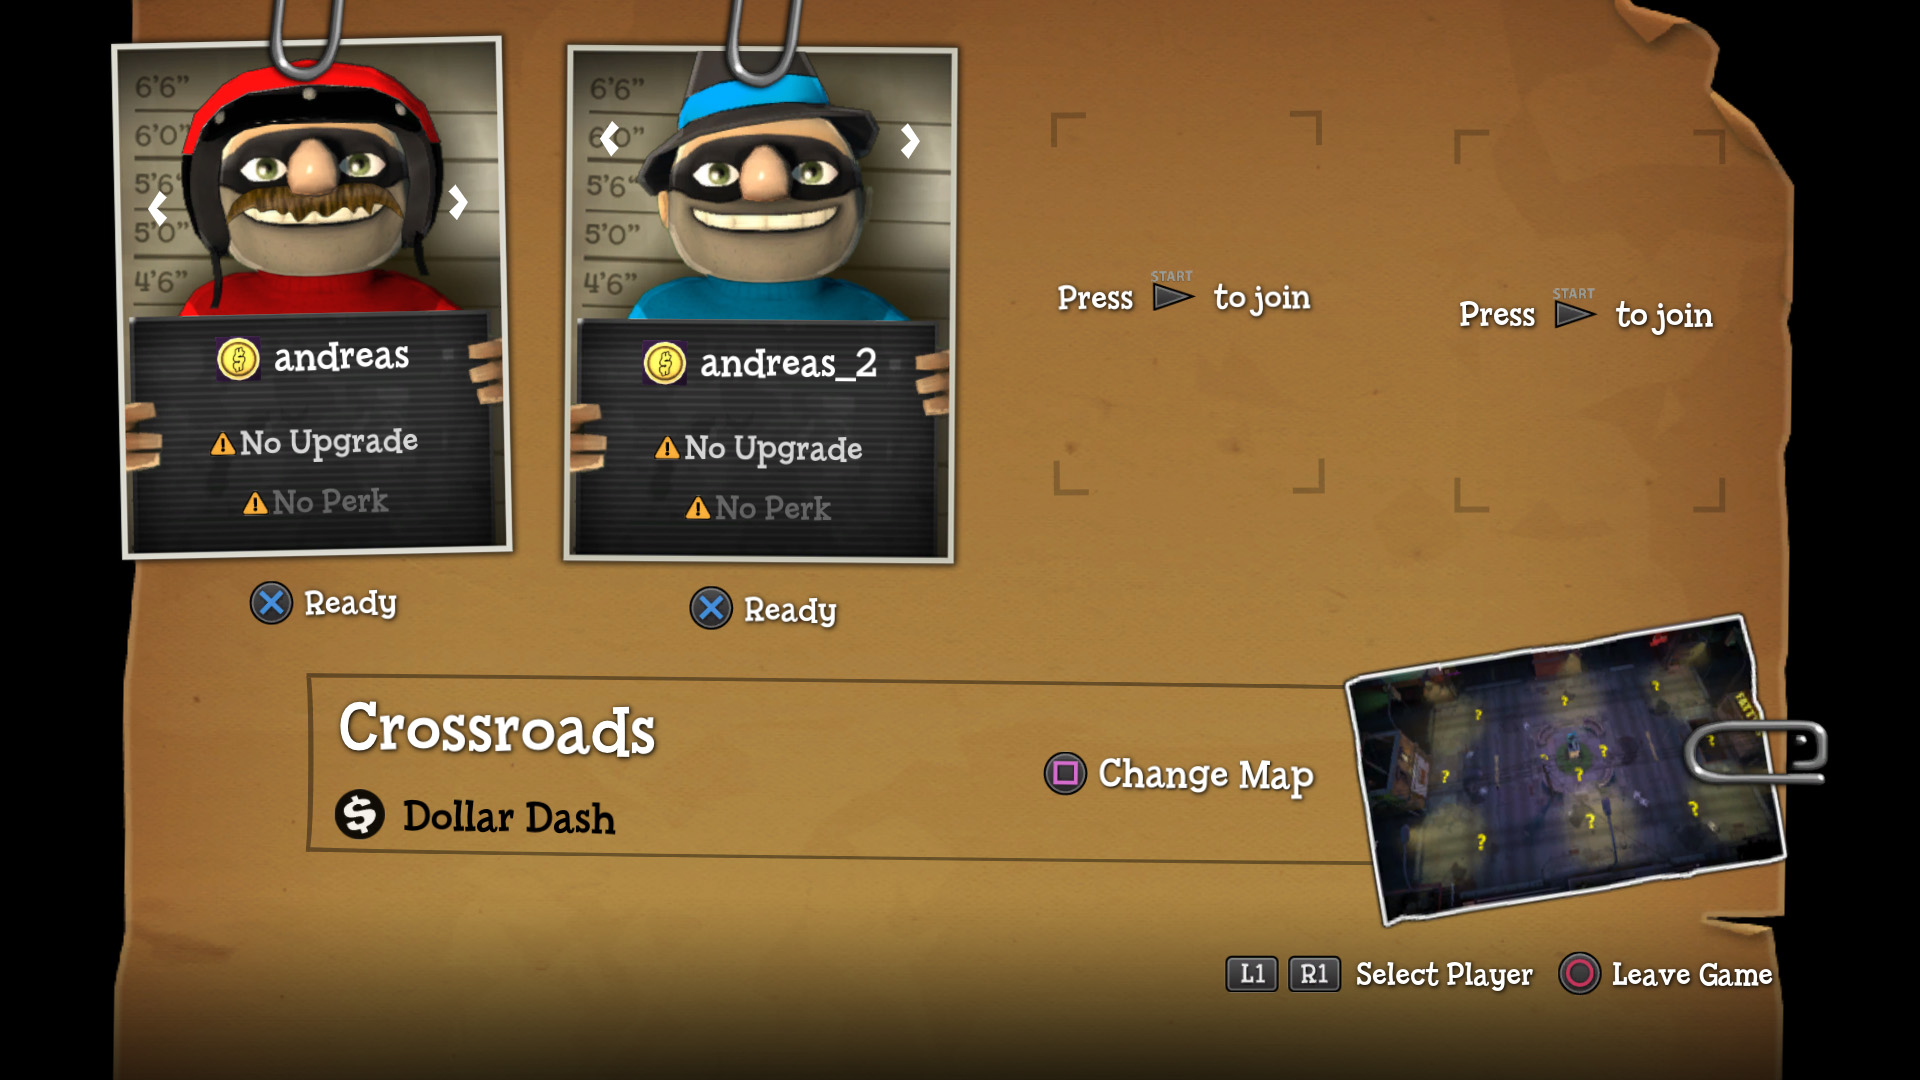 6'6"
6'0"
5'6
5'0"
4'6"
andreas
No Upgrade
No Perk
Ready
6'6"
6'0"
5'6"
5'0"
4'6"
andreas_2
No Upgrade
No Perk
Ready
Press START to join
Press START to join
Crossroads
$ Dollar Dash
Change Map
? ? ? ? ? ? ? ? ? ?
L1 R1 Select Player Leave Game